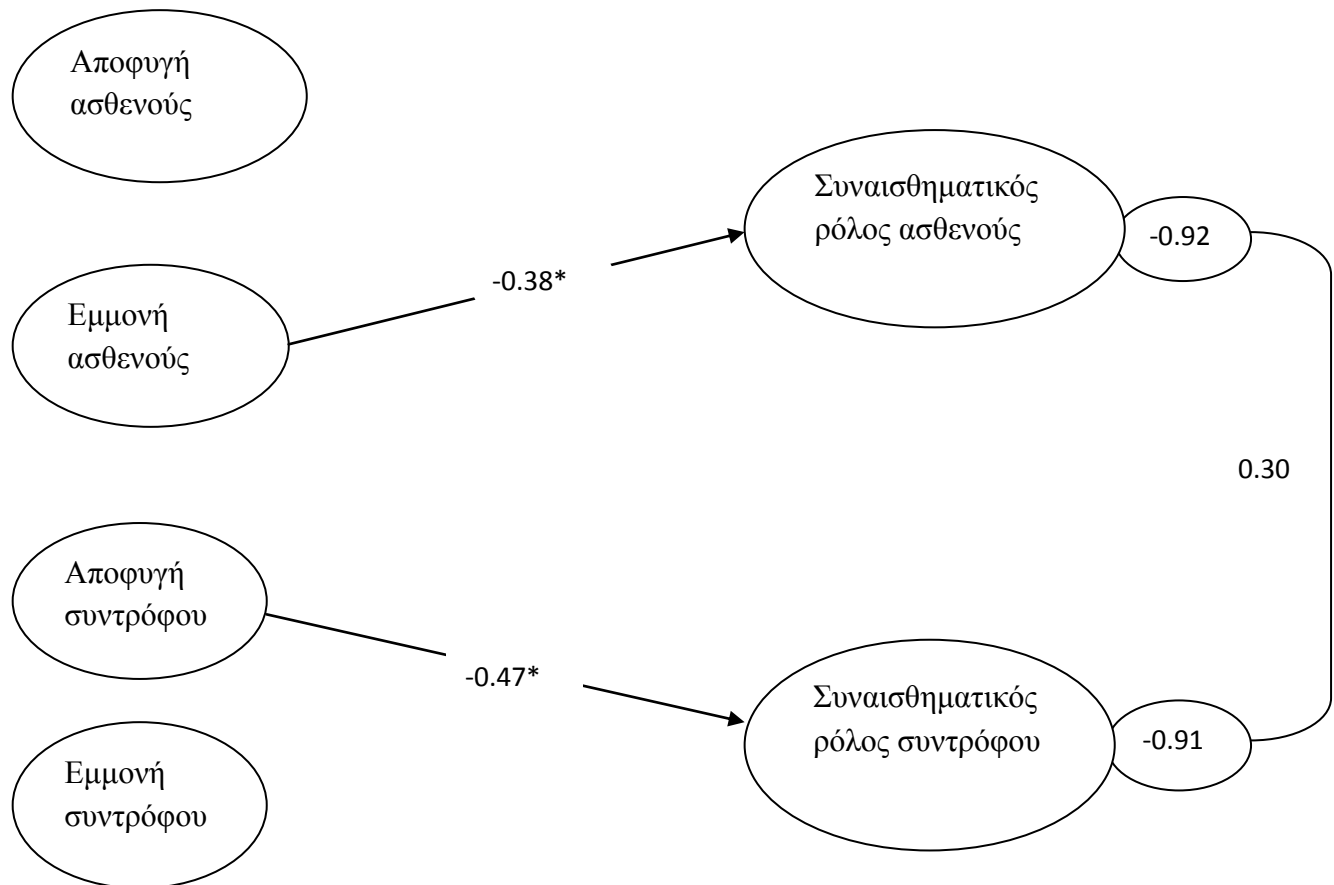 Αποφυγή
ασθενούς
Συναισθηματικός
ρόλος ασθενούς
-0.92
-0.38*
Εμμονή
ασθενούς
0.30
Αποφυγή
συντρόφου
-0.47*
Συναισθηματικός
ρόλος συντρόφου
-0.91
Εμμονή
συντρόφου